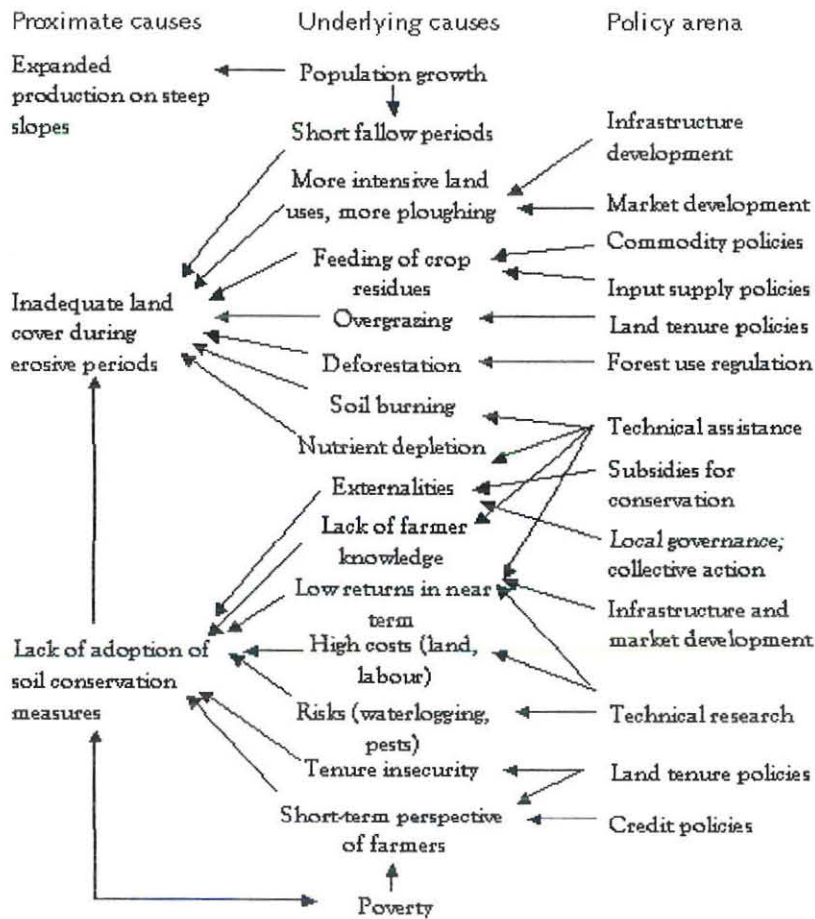 Proximate causes
Underlying causes
Policy arena
Expanded
production on steep
slopes
Inadequate land
cover during
erosive periods
Lack of adoption of
soil conservation
measures
Population growth
Short fallow periods
More intensive land
uses, more ploughing
Feeding of crop
residues
Overgrazing
Deforestation
Soil burning
Nutrient depletion
Externalities
Lack of farmer
knowledge
Low returns in near
term
High costs (land,
labour)
Risks (waterlogging,
pests)
Tenure insecurity
Short-term perspective
of farmers
Poverty
Infrastructure
development
Market development
Commodity policies
Input supply policies
Land tenure policies
Forest use regulation
Technical assistance
Subsidies for
conservation
Local governance;
collective action
Infrastructure and
market development
Technical research
Land tenure policies
Credit policies